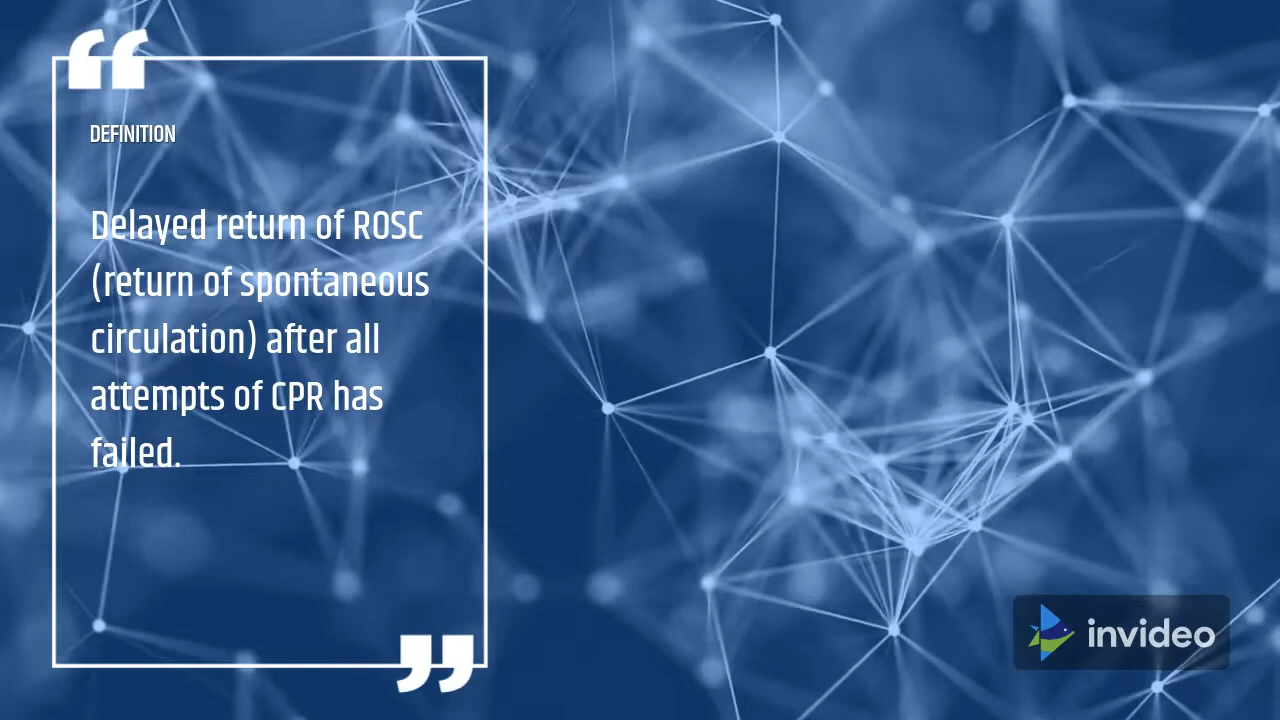 DEFINITION
Delayed return of ROSC
(return of spontaneous
circulation) after all
attempts of CPR has
failed.
invideo